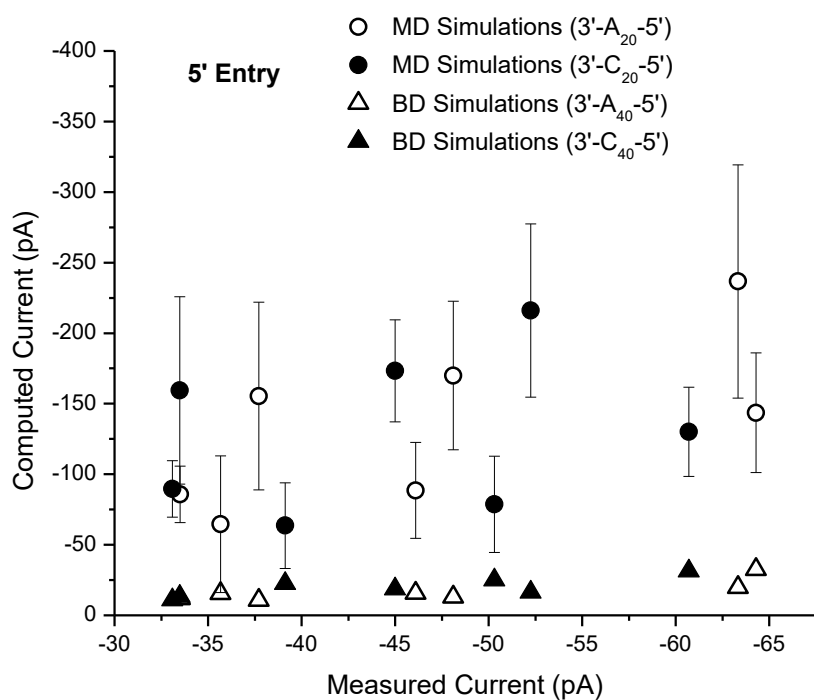 MD Simulations (3'-A₂₀-5')
MD Simulations (3'-C₂₀-5')
BD Simulations (3'-A₄₀-5')
BD Simulations (3'-C₄₀-5')
5' Entry
Computed Current (pA)
-400
-350
-300
-250
-200
-150
-100
-50
0
-30 -35 -40 -45 -50 -55 -60 -65
Measured Current (pA)